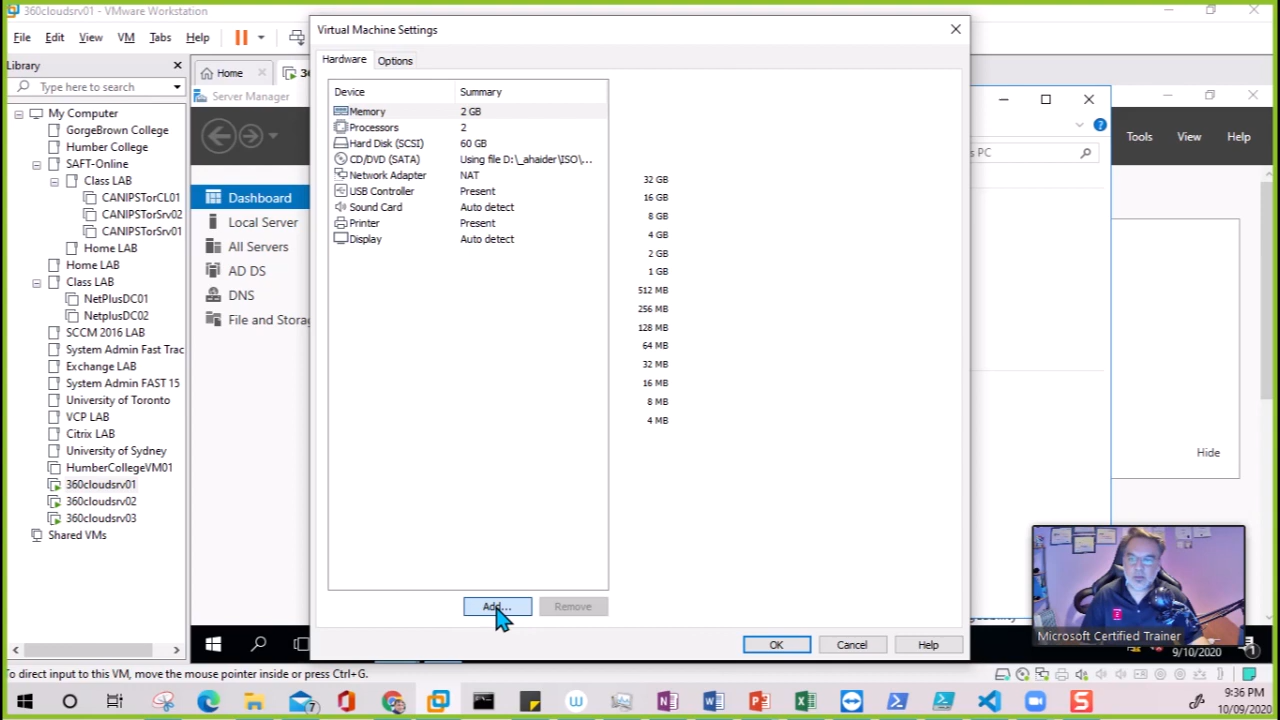 360cloudsrv01 - VMware Workstation
File Edit View VM Tabs Help
Library
Type here to search
My Computer
GorgeBrown College
Humber College
SAFT-Online
Class LAB
CANIPSTorCL01
CANIPSTorSrv02
CANIPSTorSrv01
Home LAB
Home LAB
Class LAB
NetPlusDC01
NetplusDC02
SCCM 2016 LAB
System Admin Fast Trac
Exchange LAB
System Admin FAST 15
University of Toronto
VCP LAB
Citrix LAB
University of Sydney
HumberCollegeVM01
360cloudsrv01
360cloudsrv02
360cloudsrv03
Shared VMs
Home
Server Manager
Dashboard
Local Server
All Servers
AD DS
DNS
File and Storag
Virtual Machine Settings
Hardware Options
Device Summary
Memory 2 GB
Processors 2
Hard Disk (SCSI) 60 GB
CD/DVD (SATA) Using file D:\_ahaider\ISO\...
Network Adapter NAT
USB Controller Present
Sound Card Auto detect
Printer Present
Display Auto detect
32 GB
16 GB
8 GB
4 GB
2 GB
1 GB
512 MB
256 MB
128 MB
64 MB
32 MB
16 MB
8 MB
4 MB
Add... Remove
OK Cancel Help
PC
Tools View Help
Hide
Microsoft Certified Trainer
9/10/2020
To direct input to this VM, move the mouse pointer inside or press Ctrl+G.
9:36 PM
10/09/2020